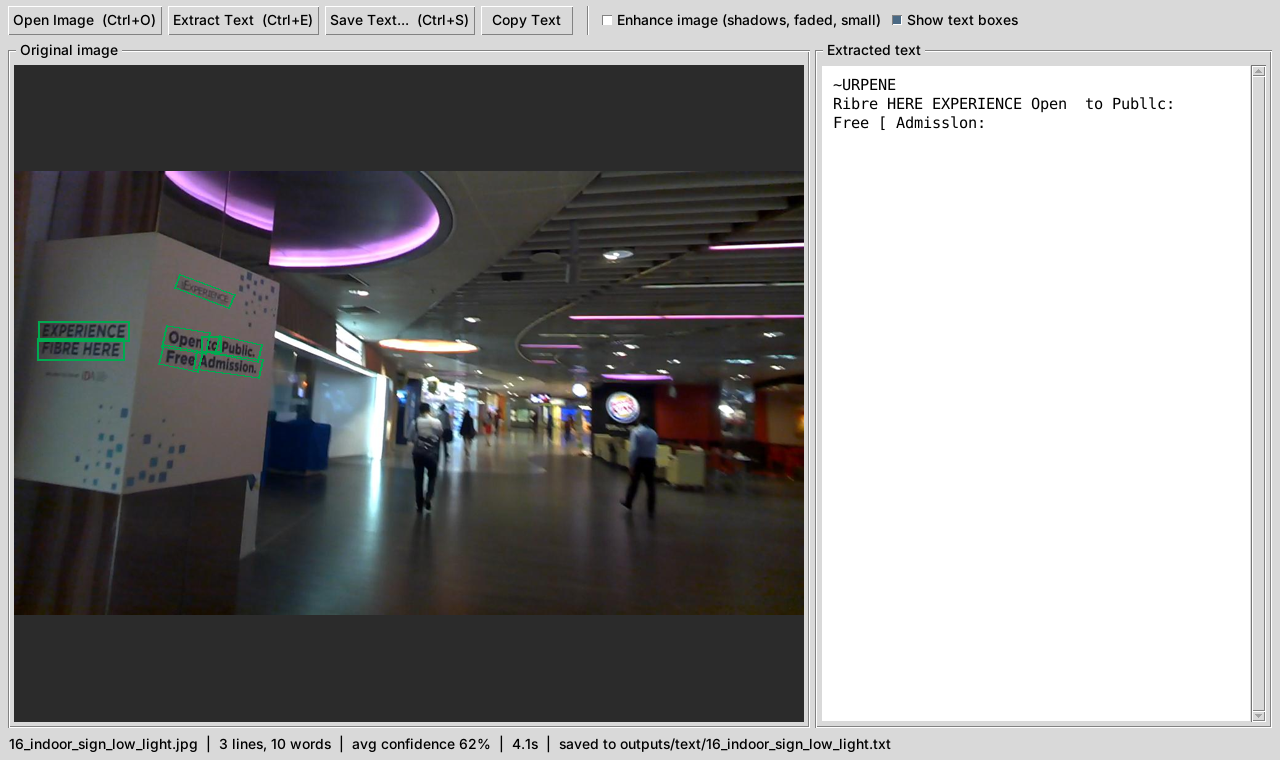 Open Image (Ctrl+O)
Extract Text (Ctrl+E)
Save Text... (Ctrl+S)
Copy Text
Enhance image (shadows, faded, small)
Show text boxes
Original image
EXPERIENCE
EXPERIENCE
FIBRE HERE
Open to Public.
Free Admission.
Extracted text
~URPENE
Ribre HERE EXPERIENCE Open  to Publlc:
Free [ Admisslon:
16_indoor_sign_low_light.jpg | 3 lines, 10 words | avg confidence 62% | 4.1s | saved to outputs/text/16_indoor_sign_low_light.txt